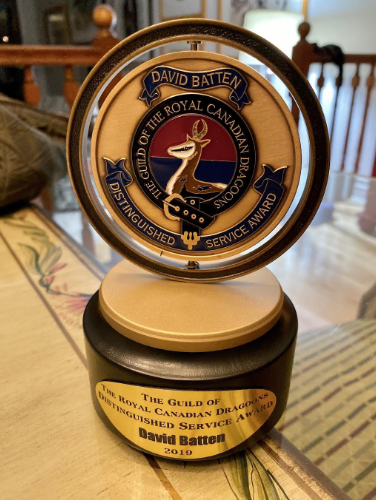 DAVID BATTEN
THE GUILD OF THE ROYAL CANADIAN DRAGOONS
DISTINGUISHED SERVICE AWARD
THE GUILD OF
THE ROYAL CANADIAN DRAGOONS
DISTINGUISHED SERVICE AWARD
David Batten
2019